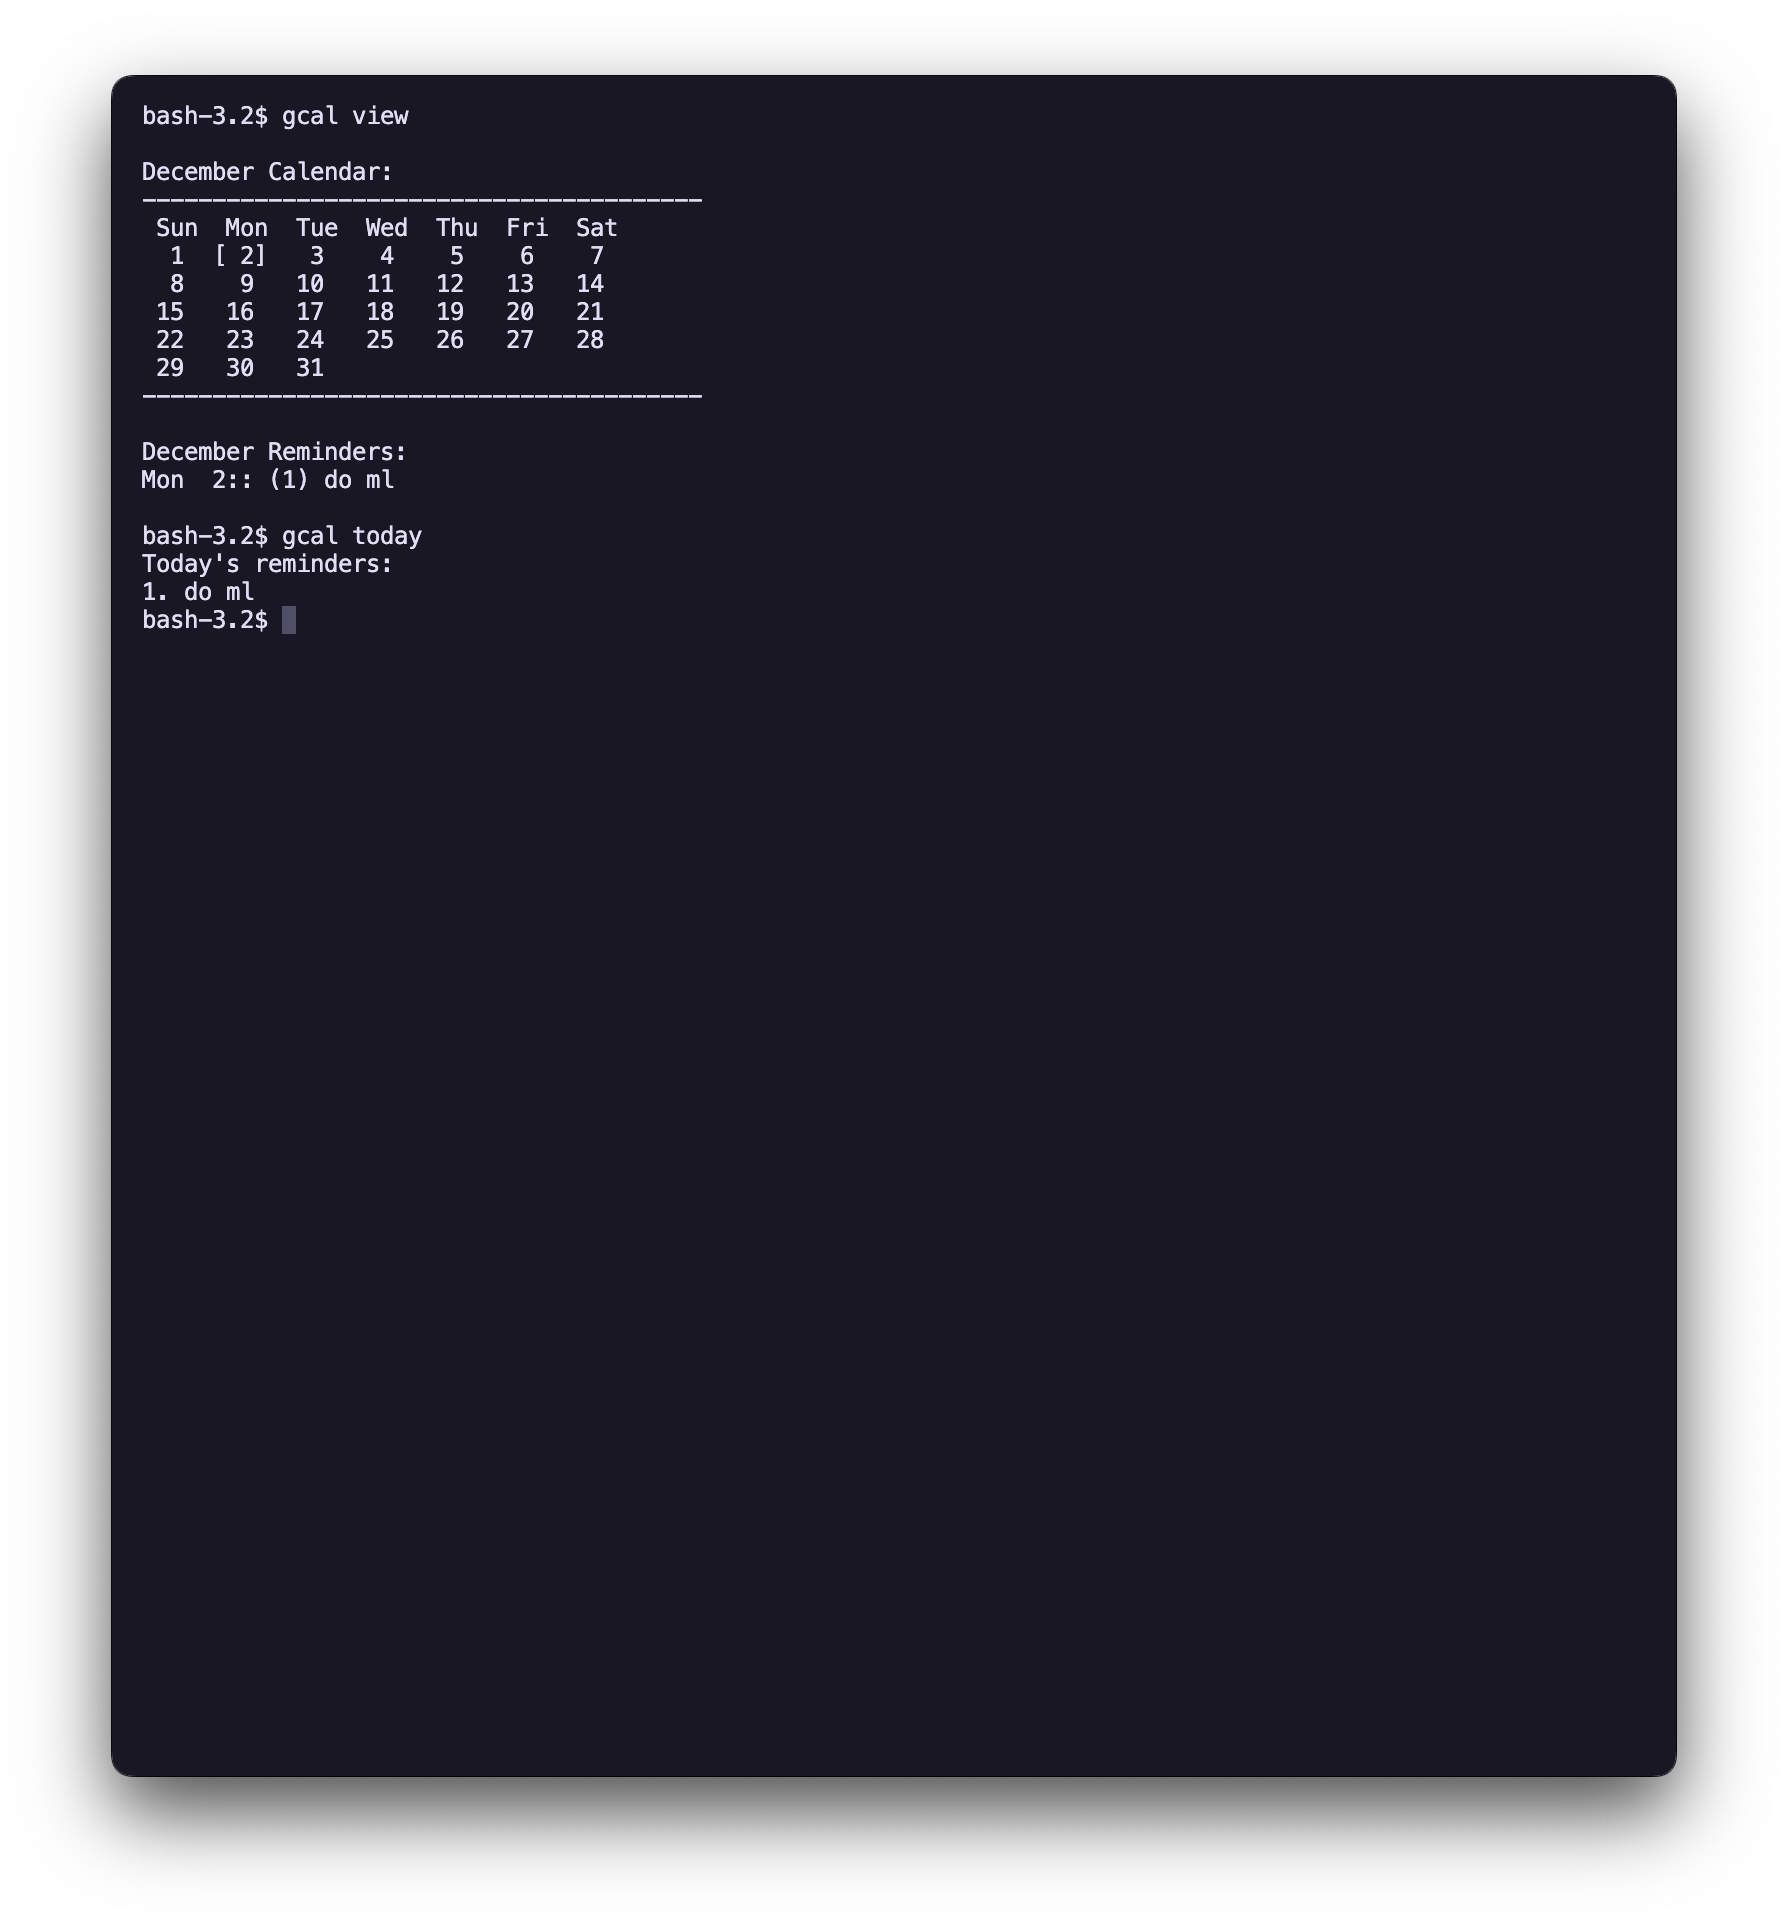 bash-3.2$ gcal view
December Calendar:
----------------------------------------
Sun  Mon  Tue  Wed  Thu  Fri  Sat
  1  [ 2]   3    4    5    6    7
  8    9   10   11   12   13   14
 15   16   17   18   19   20   21
 22   23   24   25   26   27   28
 29   30   31
----------------------------------------
December Reminders:
Mon  2:: (1) do ml
bash-3.2$ gcal today
Today's reminders:
1. do ml
bash-3.2$